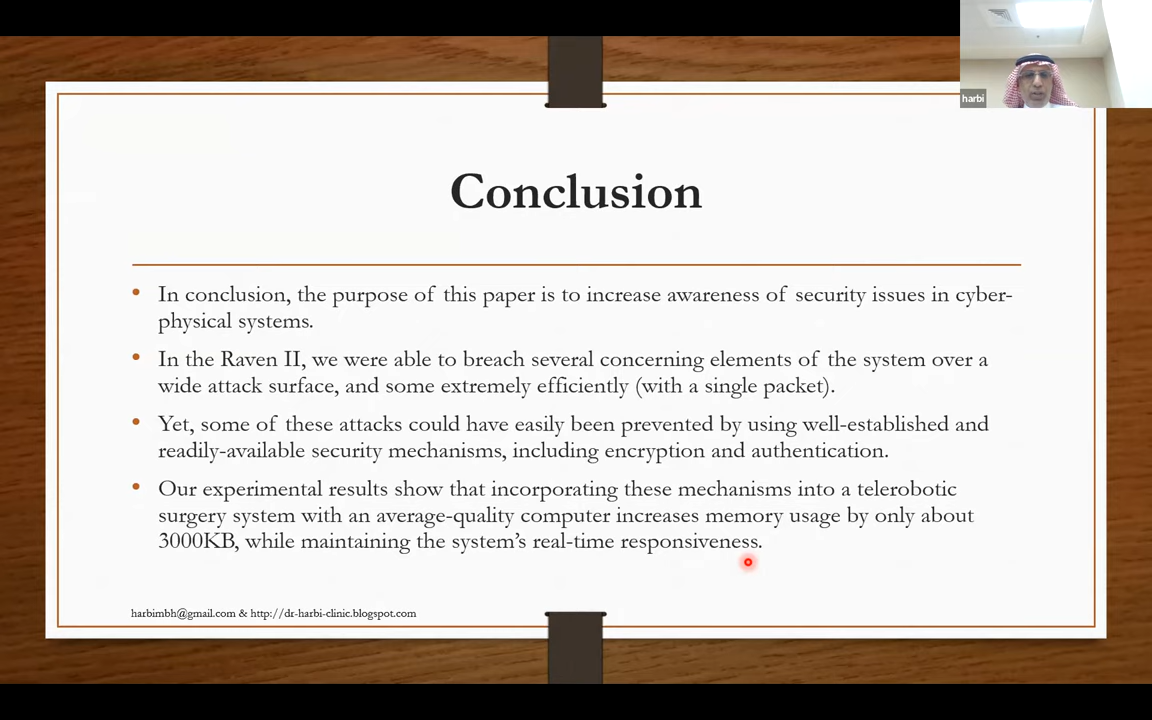 harbi
Conclusion
• In conclusion, the purpose of this paper is to increase awareness of security issues in cyber-
physical systems.
• In the Raven II, we were able to breach several concerning elements of the system over a
wide attack surface, and some extremely efficiently (with a single packet).
• Yet, some of these attacks could have easily been prevented by using well-established and
readily-available security mechanisms, including encryption and authentication.
• Our experimental results show that incorporating these mechanisms into a telerobotic
surgery system with an average-quality computer increases memory usage by only about
3000KB, while maintaining the system’s real-time responsiveness.
harbimbh@gmail.com & http://dr-harbi-clinic.blogspot.com